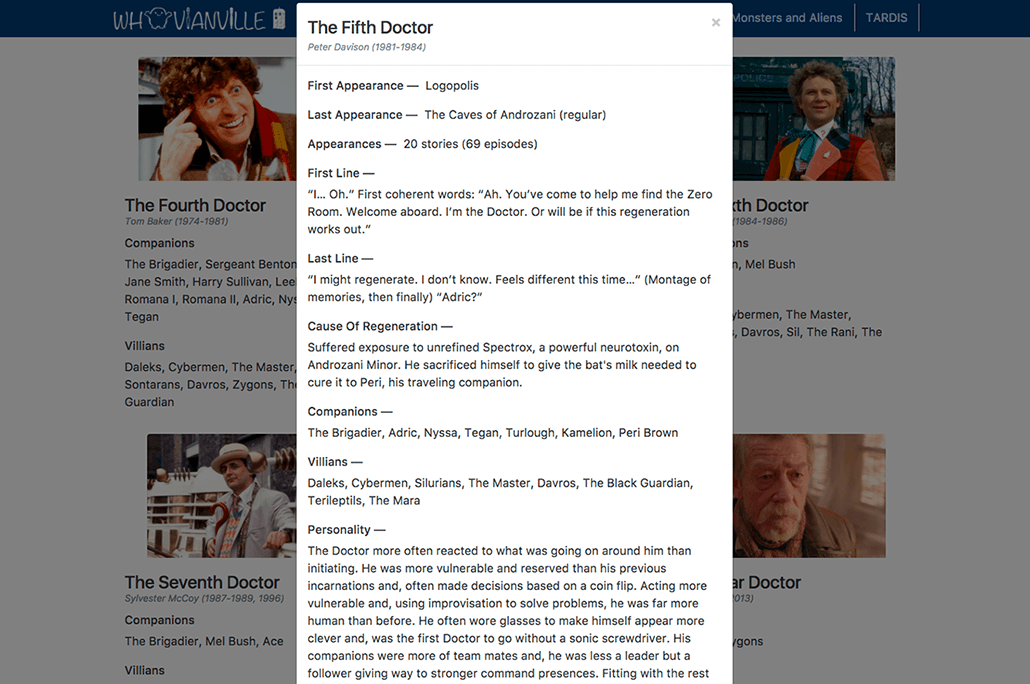 WHOVIANVILLE
Monsters and Aliens
TARDIS
The Fifth Doctor
×
Peter Davison (1981-1984)
First Appearance — Logopolis
Last Appearance — The Caves of Androzani (regular)
Appearances — 20 stories (69 episodes)
First Line —
“I… Oh.” First coherent words: “Ah. You’ve come to help me find the Zero
Room. Welcome aboard. I’m the Doctor. Or will be if this regeneration
works out.”
Last Line —
“I might regenerate. I don’t know. Feels different this time…” (Montage of
memories, then finally) “Adric?”
Cause Of Regeneration —
Suffered exposure to unrefined Spectrox, a powerful neurotoxin, on
Androzani Minor. He sacrificed himself to give the bat's milk needed to
cure it to Peri, his traveling companion.
Companions —
The Brigadier, Adric, Nyssa, Tegan, Turlough, Kamelion, Peri Brown
Villians —
Daleks, Cybermen, Silurians, The Master, Davros, The Black Guardian,
Terileptils, The Mara
Personality —
The Doctor more often reacted to what was going on around him than
initiating. He was more vulnerable and reserved than his previous
incarnations and, often made decisions based on a coin flip. Acting more
vulnerable and, using improvisation to solve problems, he was far more
human than before. He often wore glasses to make himself appear more
clever and, was the first Doctor to go without a sonic screwdriver. His
companions were more of team mates and, he was less a leader but a
follower giving way to stronger command presences. Fitting with the rest
The Fourth Doctor
Tom Baker (1974-1981)
Companions
The Brigadier, Sergeant Benton
Jane Smith, Harry Sullivan, Lee
Romana I, Romana II, Adric, Nys
Tegan
Villians
Daleks, Cybermen, The Master,
Sontarans, Davros, Zygons, The
Guardian
POLICE
xth Doctor
(1984-1986)
ons
n, Mel Bush
ybermen, The Master,
s, Davros, Sil, The Rani, The
The Seventh Doctor
Sylvester McCoy (1987-1989, 1996)
Companions
The Brigadier, Mel Bush, Ace
Villians
ar Doctor
2013)
ygons